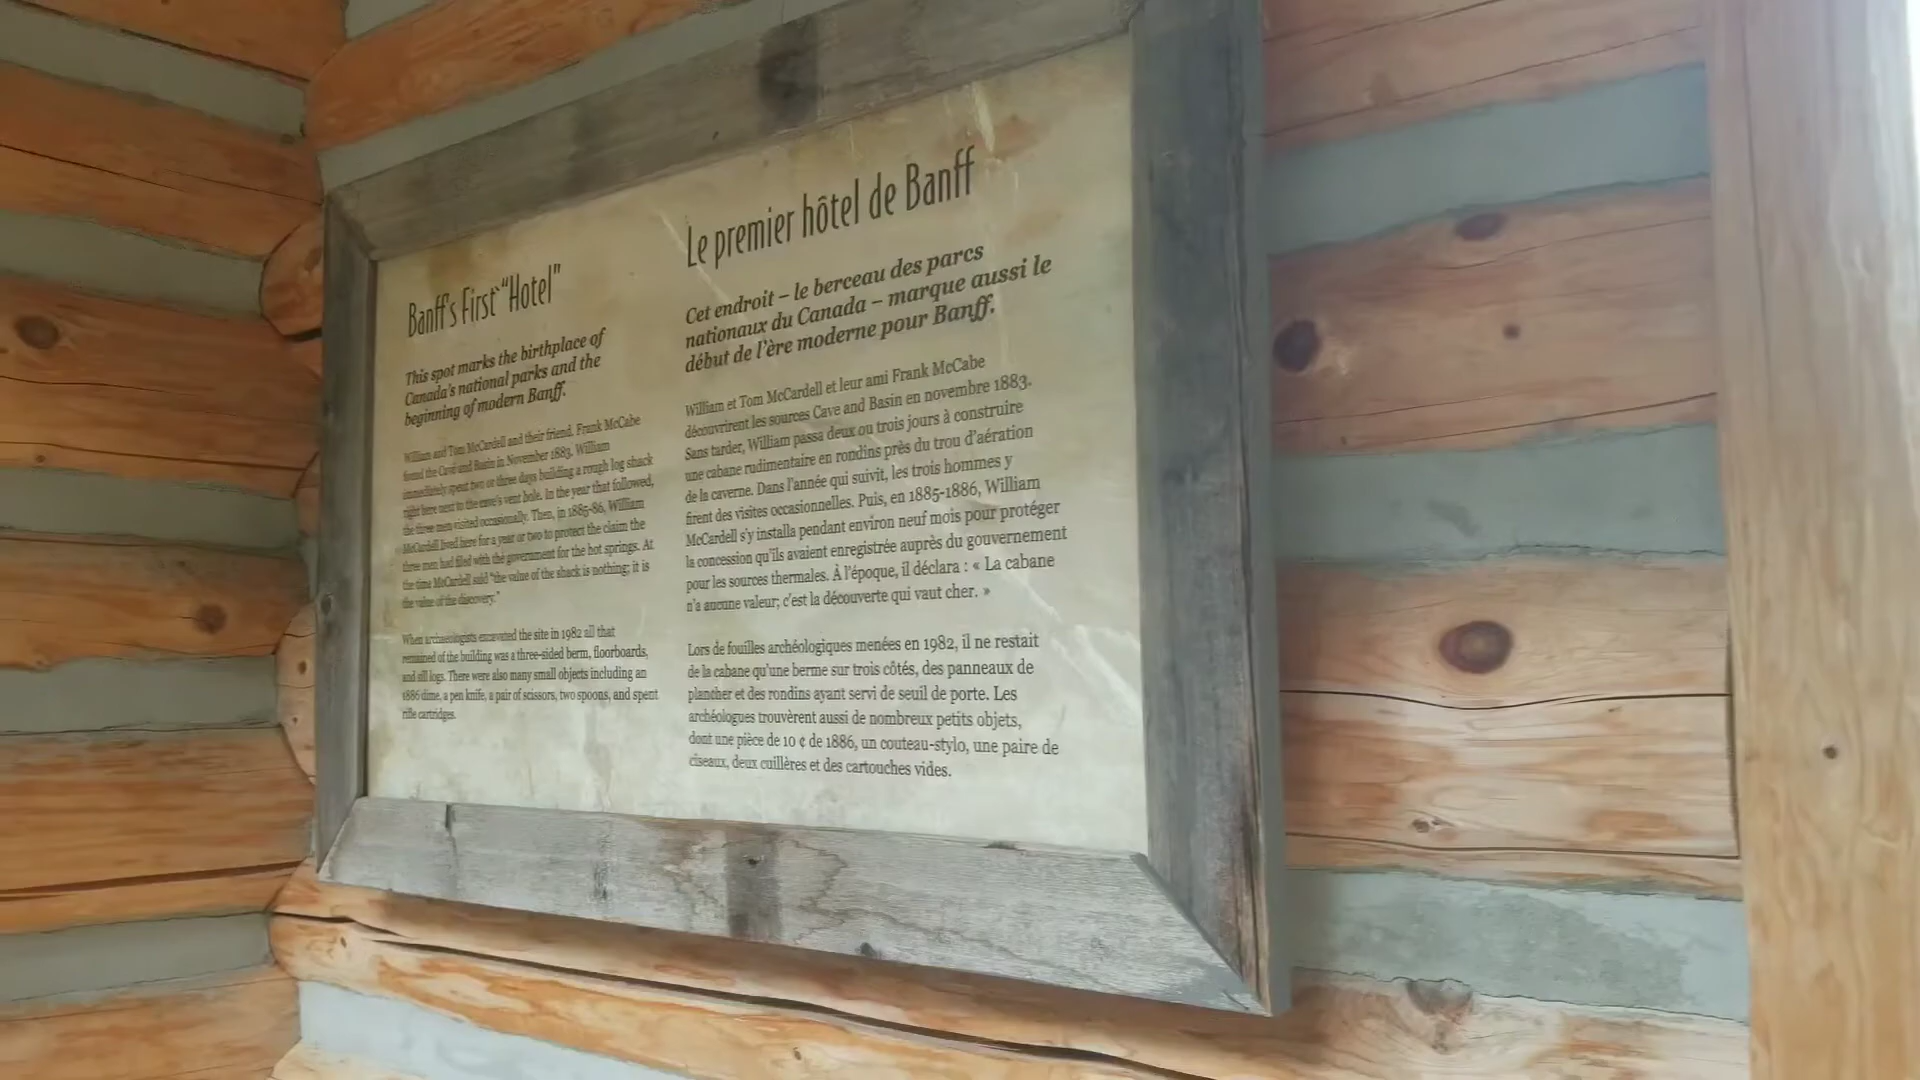 Banff's First "Hotel"
This spot marks the birthplace of
Canada's national parks and the
beginning of modern Banff.
William and Tom McCardell and their friend, Frank McCabe
found the Cave and Basin in November 1883. William
immediately spent two or three days building a rough log shack
right here next to the cave's vent hole. In the year that followed,
the three men visited occasionally. Then, in 1885-86, William
McCardell lived here for a year or two to protect the claim the
three men had filed with the government for the hot springs. At
the time McCardell said "the value of the shack is nothing; it is
the value of the discovery."
When archaeologists excavated the site in 1982 all that
remained of the building was a three-sided berm, floorboards,
and sill logs. There were also many small objects including an
1886 dime, a pen knife, a pair of scissors, two spoons, and spent
rifle cartridges.
Le premier hôtel de Banff
Cet endroit – le berceau des parcs
nationaux du Canada – marque aussi le
début de l'ère moderne pour Banff.
William et Tom McCardell et leur ami Frank McCabe
découvrirent les sources Cave and Basin en novembre 1883.
Sans tarder, William passa deux ou trois jours à construire
une cabane rudimentaire en rondins près du trou d'aération
de la caverne. Dans l'année qui suivit, les trois hommes y
firent des visites occasionnelles. Puis, en 1885-1886, William
McCardell s'y installa pendant environ neuf mois pour protéger
la concession qu'ils avaient enregistrée auprès du gouvernement
pour les sources thermales. À l'époque, il déclara : « La cabane
n'a aucune valeur; c'est la découverte qui vaut cher. »
Lors de fouilles archéologiques menées en 1982, il ne restait
de la cabane qu'une berme sur trois côtés, des panneaux de
plancher et des rondins ayant servi de seuil de porte. Les
archéologues trouvèrent aussi de nombreux petits objets,
dont une pièce de 10 ¢ de 1886, un couteau-stylo, une paire de
ciseaux, deux cuillères et des cartouches vides.